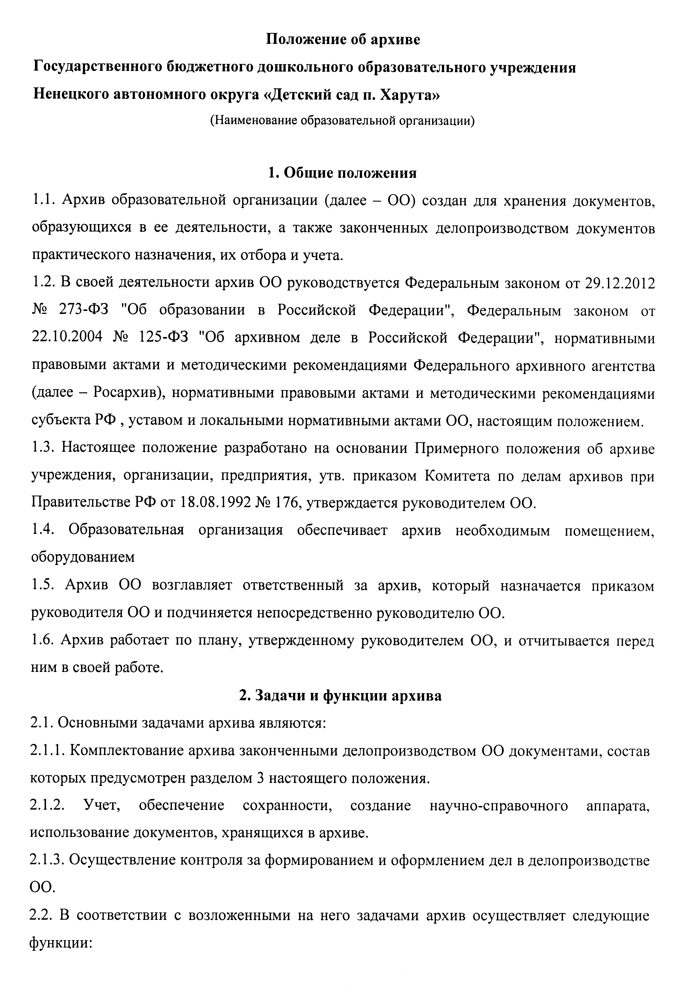 Положение об архиве
Государственного бюджетного дошкольного образовательного учреждения
Ненецкого автономного округа «Детский сад п. Харута»
(Наименование образовательной организации)
1. Общие положения
1.1. Архив образовательной организации (далее – ОО) создан для хранения документов,
образующихся в ее деятельности, а также законченных делопроизводством документов
практического назначения, их отбора и учета.
1.2. В своей деятельности архив ОО руководствуется Федеральным законом от 29.12.2012
№ 273-ФЗ "Об образовании в Российской Федерации", Федеральным законом от
22.10.2004 № 125-ФЗ "Об архивном деле в Российской Федерации", нормативными
правовыми актами и методическими рекомендациями Федерального архивного агентства
(далее – Росархив), нормативными правовыми актами и методическими рекомендациями
субъекта РФ , уставом и локальными нормативными актами ОО, настоящим положением.
1.3. Настоящее положение разработано на основании Примерного положения об архиве
учреждения, организации, предприятия, утв. приказом Комитета по делам архивов при
Правительстве РФ от 18.08.1992 № 176, утверждается руководителем ОО.
1.4. Образовательная организация обеспечивает архив необходимым помещением,
оборудованием
1.5. Архив ОО возглавляет ответственный за архив, который назначается приказом
руководителя ОО и подчиняется непосредственно руководителю ОО.
1.6. Архив работает по плану, утвержденному руководителем ОО, и отчитывается перед
ним в своей работе.
2. Задачи и функции архива
2.1. Основными задачами архива являются:
2.1.1. Комплектование архива законченными делопроизводством ОО документами, состав
которых предусмотрен разделом 3 настоящего положения.
2.1.2. Учет, обеспечение сохранности, создание научно-справочного аппарата,
использование документов, хранящихся в архиве.
2.1.3. Осуществление контроля за формированием и оформлением дел в делопроизводстве
ОО.
2.2. В соответствии с возложенными на него задачами архив осуществляет следующие
функции: